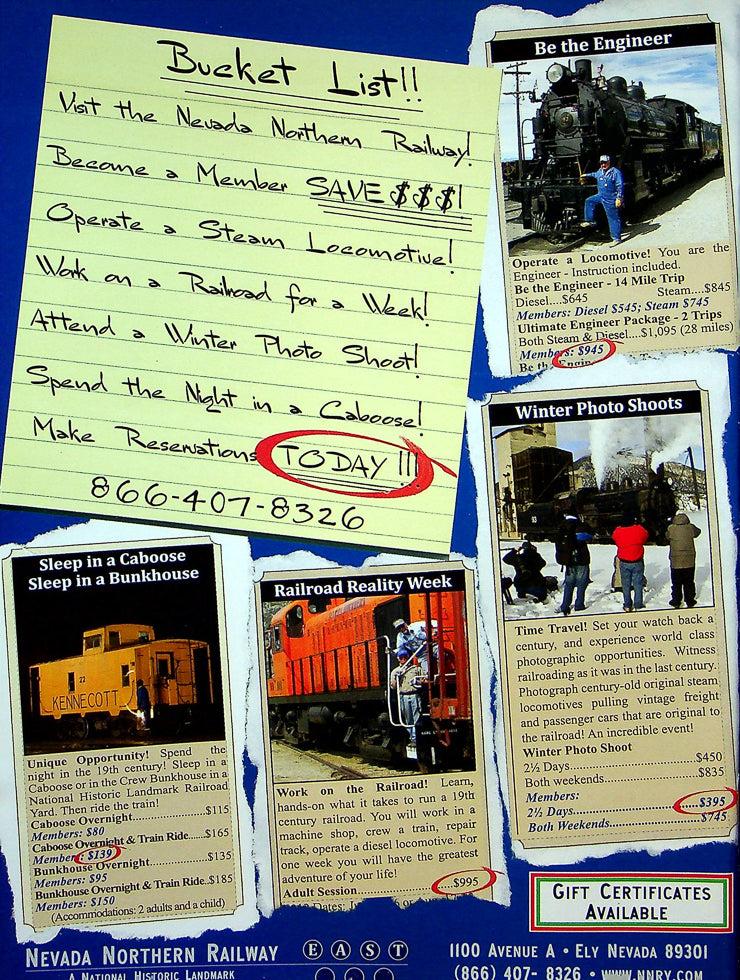 Bucket List!!
Visit the Nevada Northern Railway!
Become a Member SAVE $$$!
Operate a Steam Locomotive!
Work on a Railroad for a Week!
Attend a Winter Photo Shoot!
Spend the Night in a Caboose!
Make Reservations TODAY!!!
866-407-8326
Be the Engineer
Operate a Locomotive! You are the
Engineer - Instruction included.
Be the Engineer - 14 Mile Trip
Diesel....$645 Steam....$845
Members: Diesel $545; Steam $745
Ultimate Engineer Package - 2 Trips
Both Steam & Diesel....$1,095 (28 miles)
Members: $945
Be th
Winter Photo Shoots
93
Time Travel! Set your watch back a
century, and experience world class
photographic opportunities. Witness
railroading as it was in the last century.
Photograph century-old original steam
locomotives pulling vintage freight
and passenger cars that are original to
the railroad! An incredible event!
Winter Photo Shoot
2½ Days....$450
Both weekends....$835
Members:
2½ Days....$395
Both Weekends....$745
Sleep in a Caboose
Sleep in a Bunkhouse
22
KENNECOTT
Unique Opportunity! Spend the
night in the 19th century! Sleep in a
Caboose or in the Crew Bunkhouse in a
National Historic Landmark Railroad
Yard. Then ride the train!
Caboose Overnight....$115
Members: $80
Caboose Overnight & Train Ride....$165
Members: $139
Bunkhouse Overnight....$135
Members: $95
Bunkhouse Overnight & Train Ride..$185
Members: $150
(Accommodations: 2 adults and a child)
Railroad Reality Week
Work on the Railroad! Learn,
hands-on what it takes to run a 19th
century railroad. You will work in a
machine shop, crew a train, repair
track, operate a diesel locomotive. For
one week you will have the greatest
adventure of your life!
Adult Session....$995
GIFT CERTIFICATES
AVAILABLE
NEVADA NORTHERN RAILWAY
A NATIONAL HISTORIC LANDMARK
E A S T
1100 AVENUE A • ELY NEVADA 89301
(866) 407- 8326 • WWW.NNRY.COM